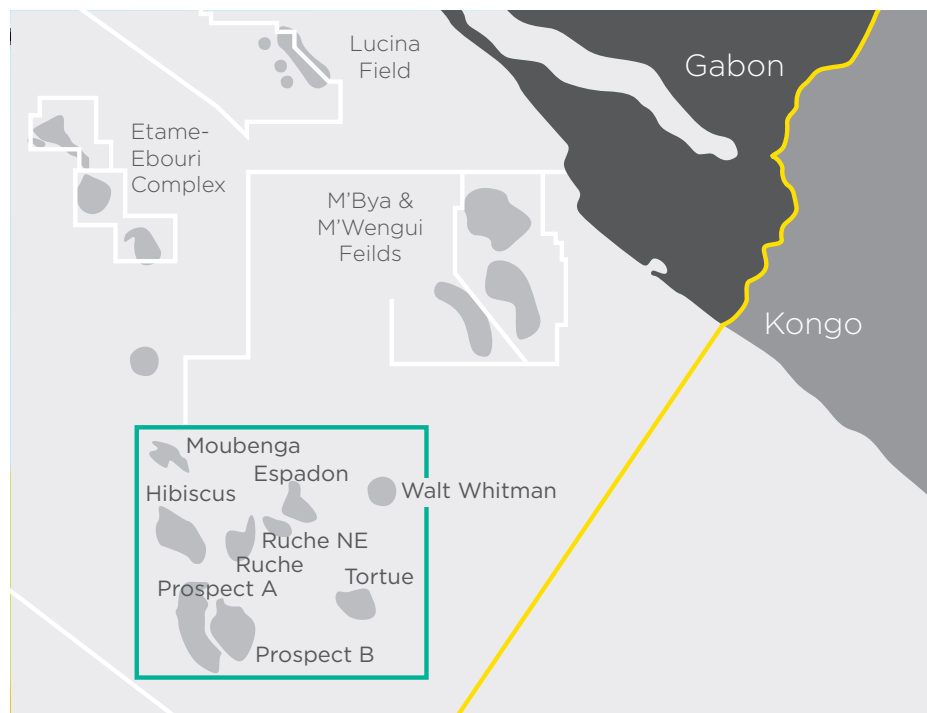 Lucina
Field
Gabon
Etame-
Ebouri
Complex
M'Bya &
M'Wengui
Feilds
Kongo
Moubenga
Espadon
Hibiscus
Walt Whitman
Ruche NE
Ruche
Tortue
Prospect A
Prospect B